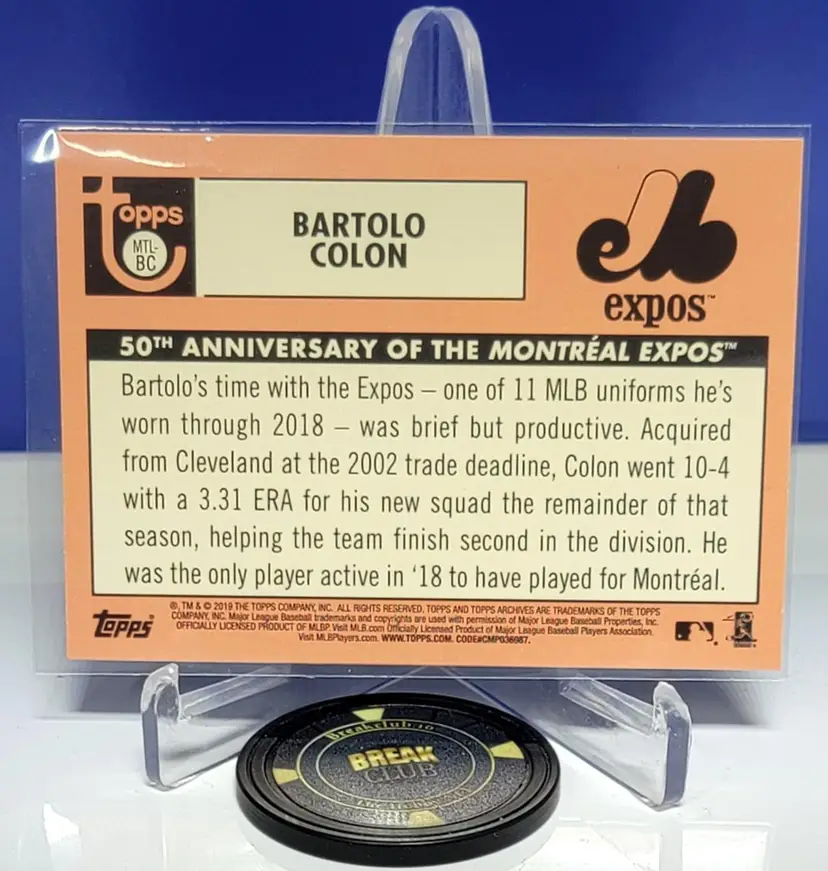 topps
MTL-
BC
BARTOLO
COLON
expos™
50TH ANNIVERSARY OF THE MONTRÉAL EXPOS™
Bartolo's time with the Expos – one of 11 MLB uniforms he's
worn through 2018 – was brief but productive. Acquired
from Cleveland at the 2002 trade deadline, Colon went 10-4
with a 3.31 ERA for his new squad the remainder of that
season, helping the team finish second in the division. He
was the only player active in '18 to have played for Montréal.
topps
®, TM & © 2019 THE TOPPS COMPANY, INC. ALL RIGHTS RESERVED. TOPPS AND TOPPS ARCHIVES ARE TRADEMARKS OF THE TOPPS
COMPANY, INC. Major League Baseball trademarks and copyrights are used with permission of Major League Baseball Properties, Inc.
OFFICIALLY LICENSED PRODUCT OF MLBP. Visit MLB.com Officially Licensed Product of Major League Baseball Players Association.
Visit MLBPlayers.com. WWW.TOPPS.COM. CODE#CMP036987.
Breakclub.io
BREAK
CLUB